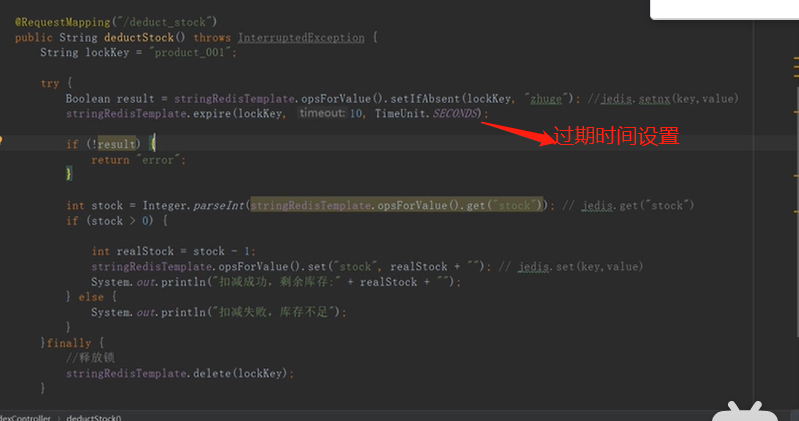 @RequestMapping("/deduct_stock")
public String deductStock() throws InterruptedException {
String lockKey = "product_001";
try {
Boolean result = stringRedisTemplate.opsForValue().setIfAbsent(lockKey, "zhuge"); //jedis.setnx(key,value)
stringRedisTemplate.expire(lockKey, timeout: 10, TimeUnit.SECONDS);
过期时间设置
if (!result) {
return "error";
}
int stock = Integer.parseInt(stringRedisTemplate.opsForValue().get("stock")); // jedis.get("stock")
if (stock > 0) {
int realStock = stock - 1;
stringRedisTemplate.opsForValue().set("stock", realStock + ""); // jedis.set(key,value)
System.out.println("扣减成功，剩余库存:" + realStock + "");
} else {
System.out.println("扣减失败，库存不足");
}
}finally {
//释放锁
stringRedisTemplate.delete(lockKey);
}
dexController > deductStock()